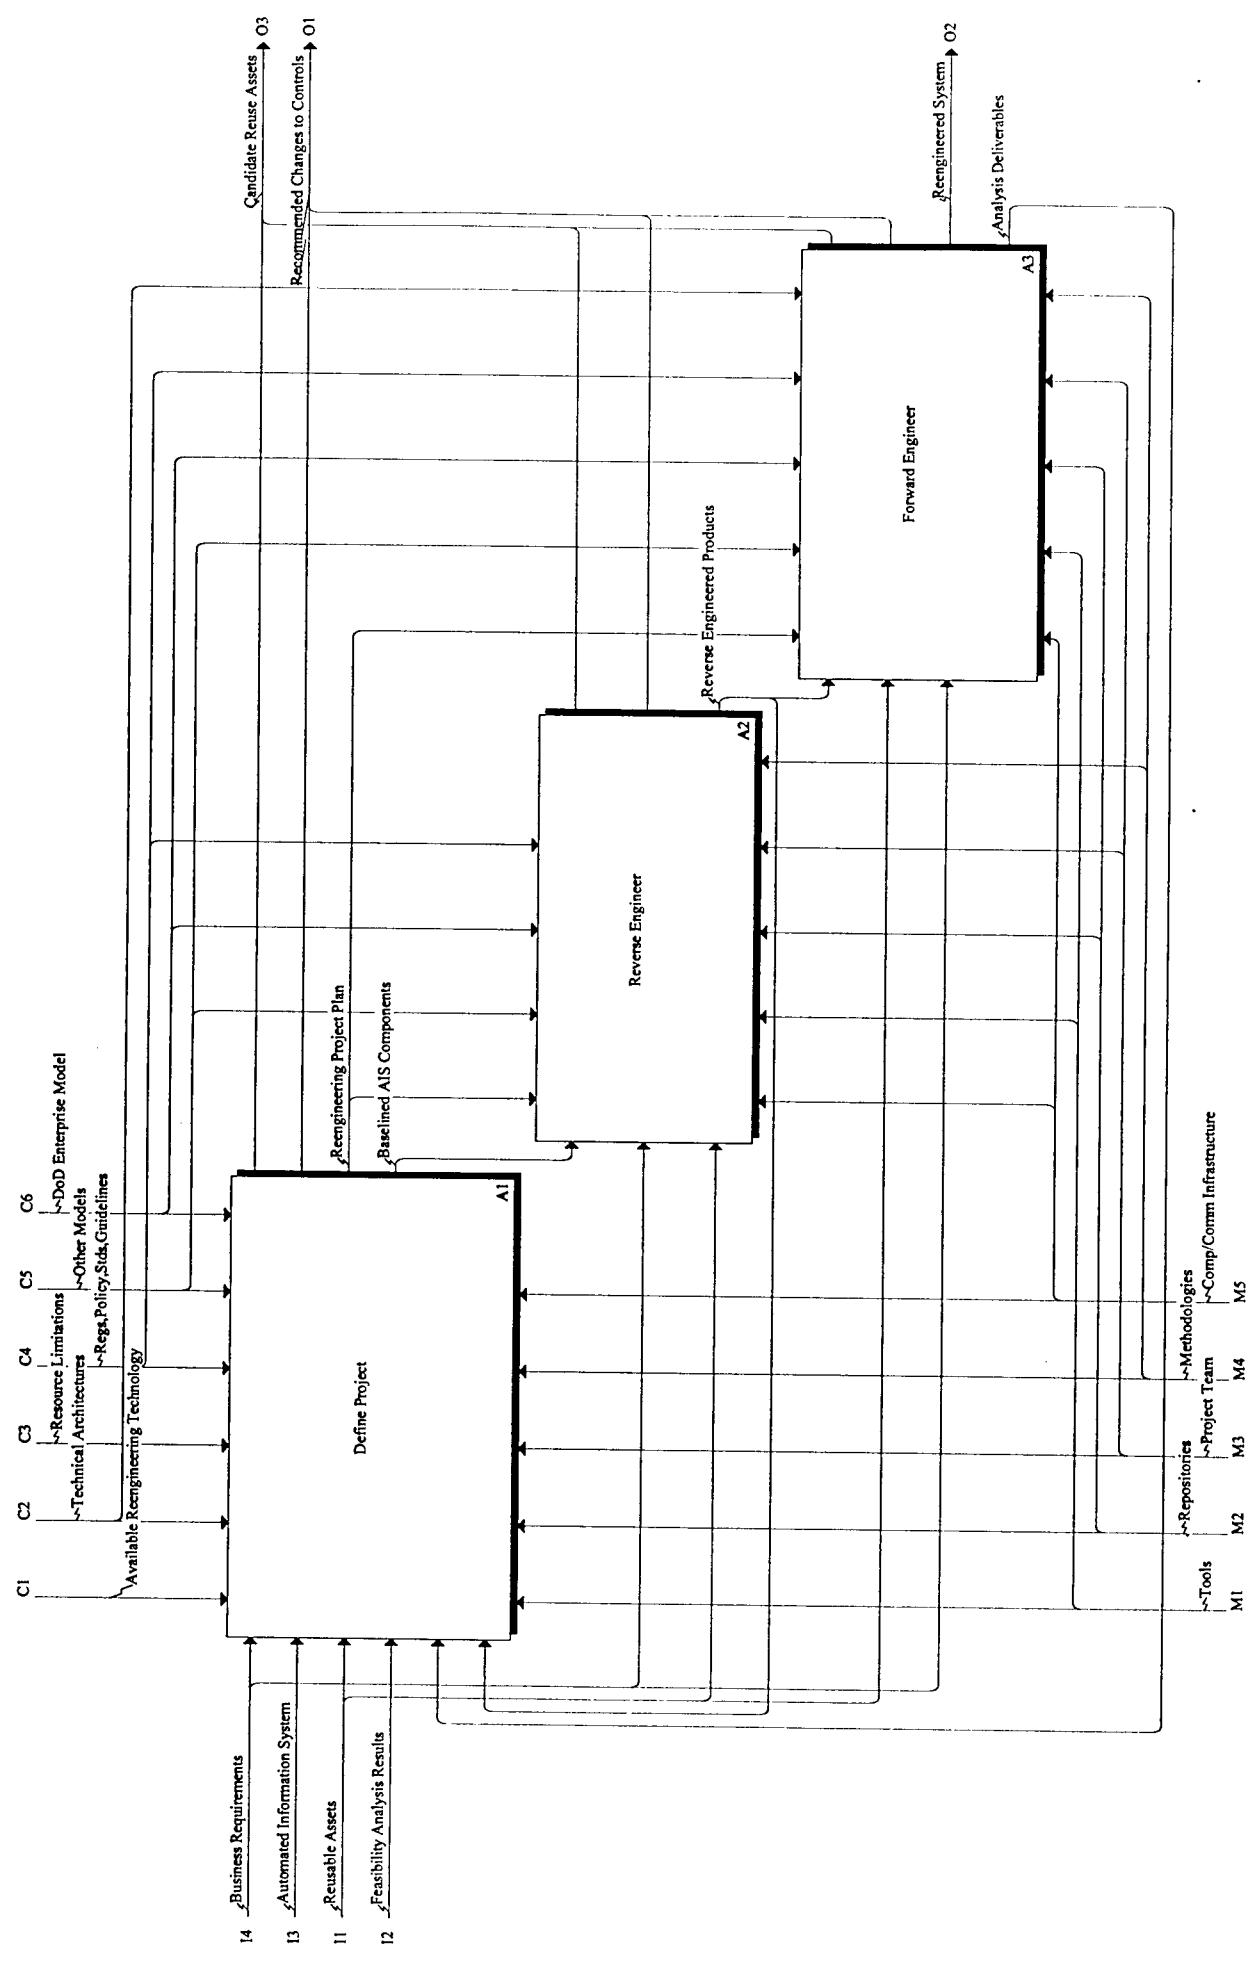 C1
C2
C3
C4
C5
C6
Available Reengineering Technology
Technical Architectures
Resource Limitations
Regs,Policy,Stds,Guidelines
Other Models
DoD Enterprise Model
I4
Business Requirements
I3
Automated Information System
I1
Reusable Assets
I2
Feasibility Analysis Results
Define Project
A1
Reengineering Project Plan
Baselined AIS Components
Reverse Engineer
A2
Reverse Engineered Products
Forward Engineer
A3
Candidate Reuse Assets
O3
Recommended Changes to Controls
O1
Reengineered System
O2
Analysis Deliverables
Tools
Repositories
Project Team
Methodologies
Comp/Comm Infrastructure
M1
M2
M3
M4
M5